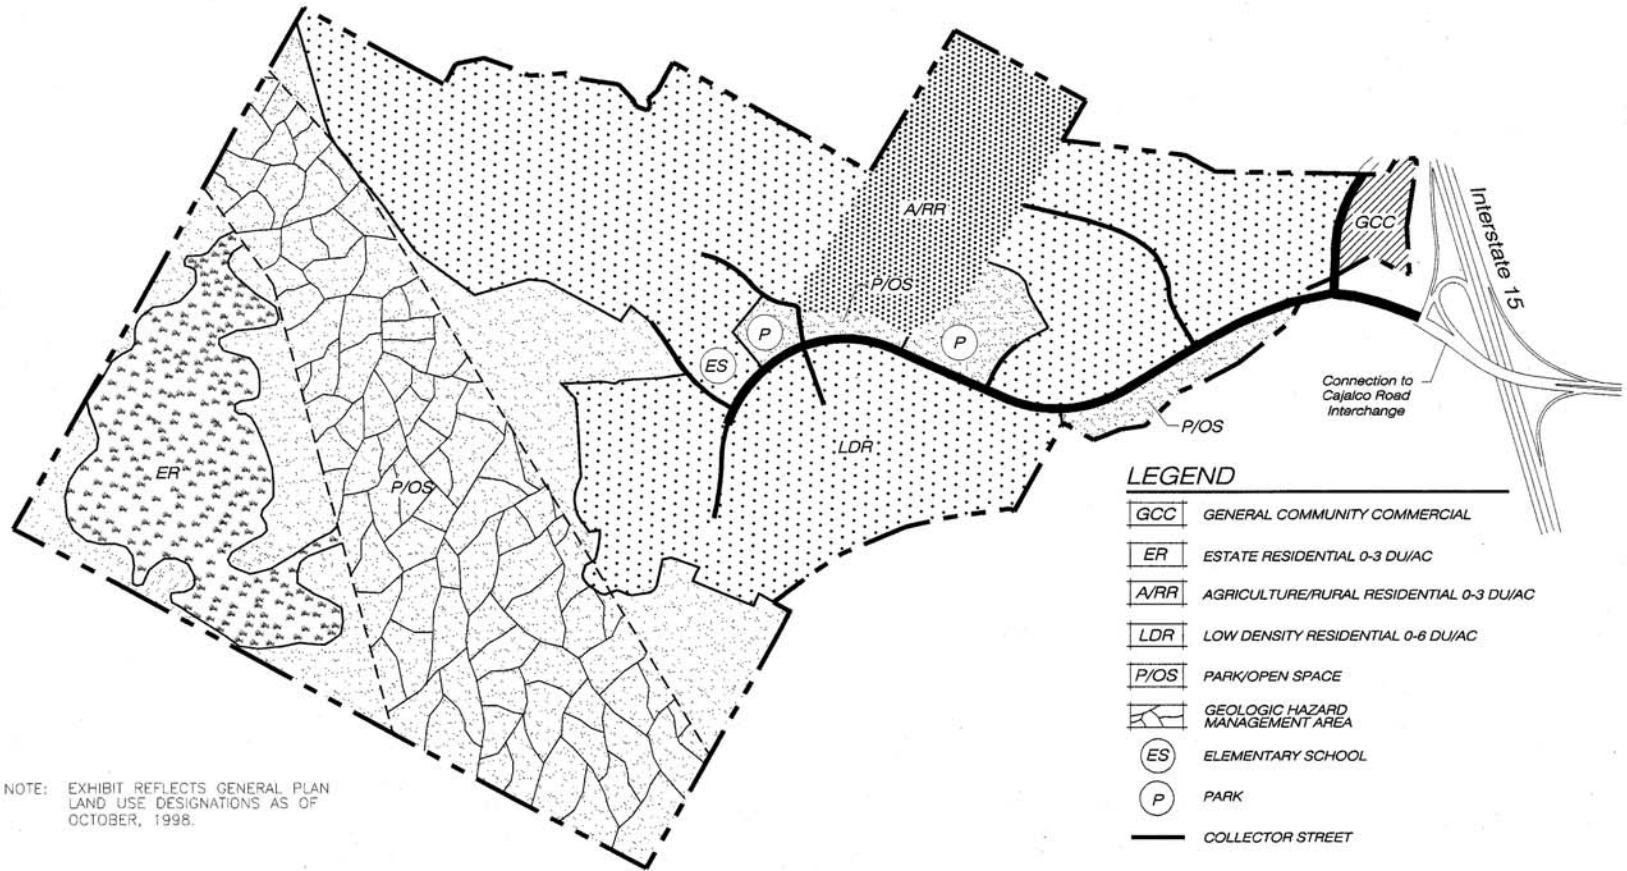 A/RR
GCC
Interstate 15
P/OS
P
P
ES
Connection to
Cajalco Road
Interchange
P/OS
LDR
ER
P/OS
LEGEND
GCC GENERAL COMMUNITY COMMERCIAL
ER ESTATE RESIDENTIAL 0-3 DU/AC
A/RR AGRICULTURE/RURAL RESIDENTIAL 0-3 DU/AC
LDR LOW DENSITY RESIDENTIAL 0-6 DU/AC
P/OS PARK/OPEN SPACE
GEOLOGIC HAZARD
MANAGEMENT AREA
ES ELEMENTARY SCHOOL
P PARK
COLLECTOR STREET
NOTE: EXHIBIT REFLECTS GENERAL PLAN
LAND USE DESIGNATIONS AS OF
OCTOBER, 1998.